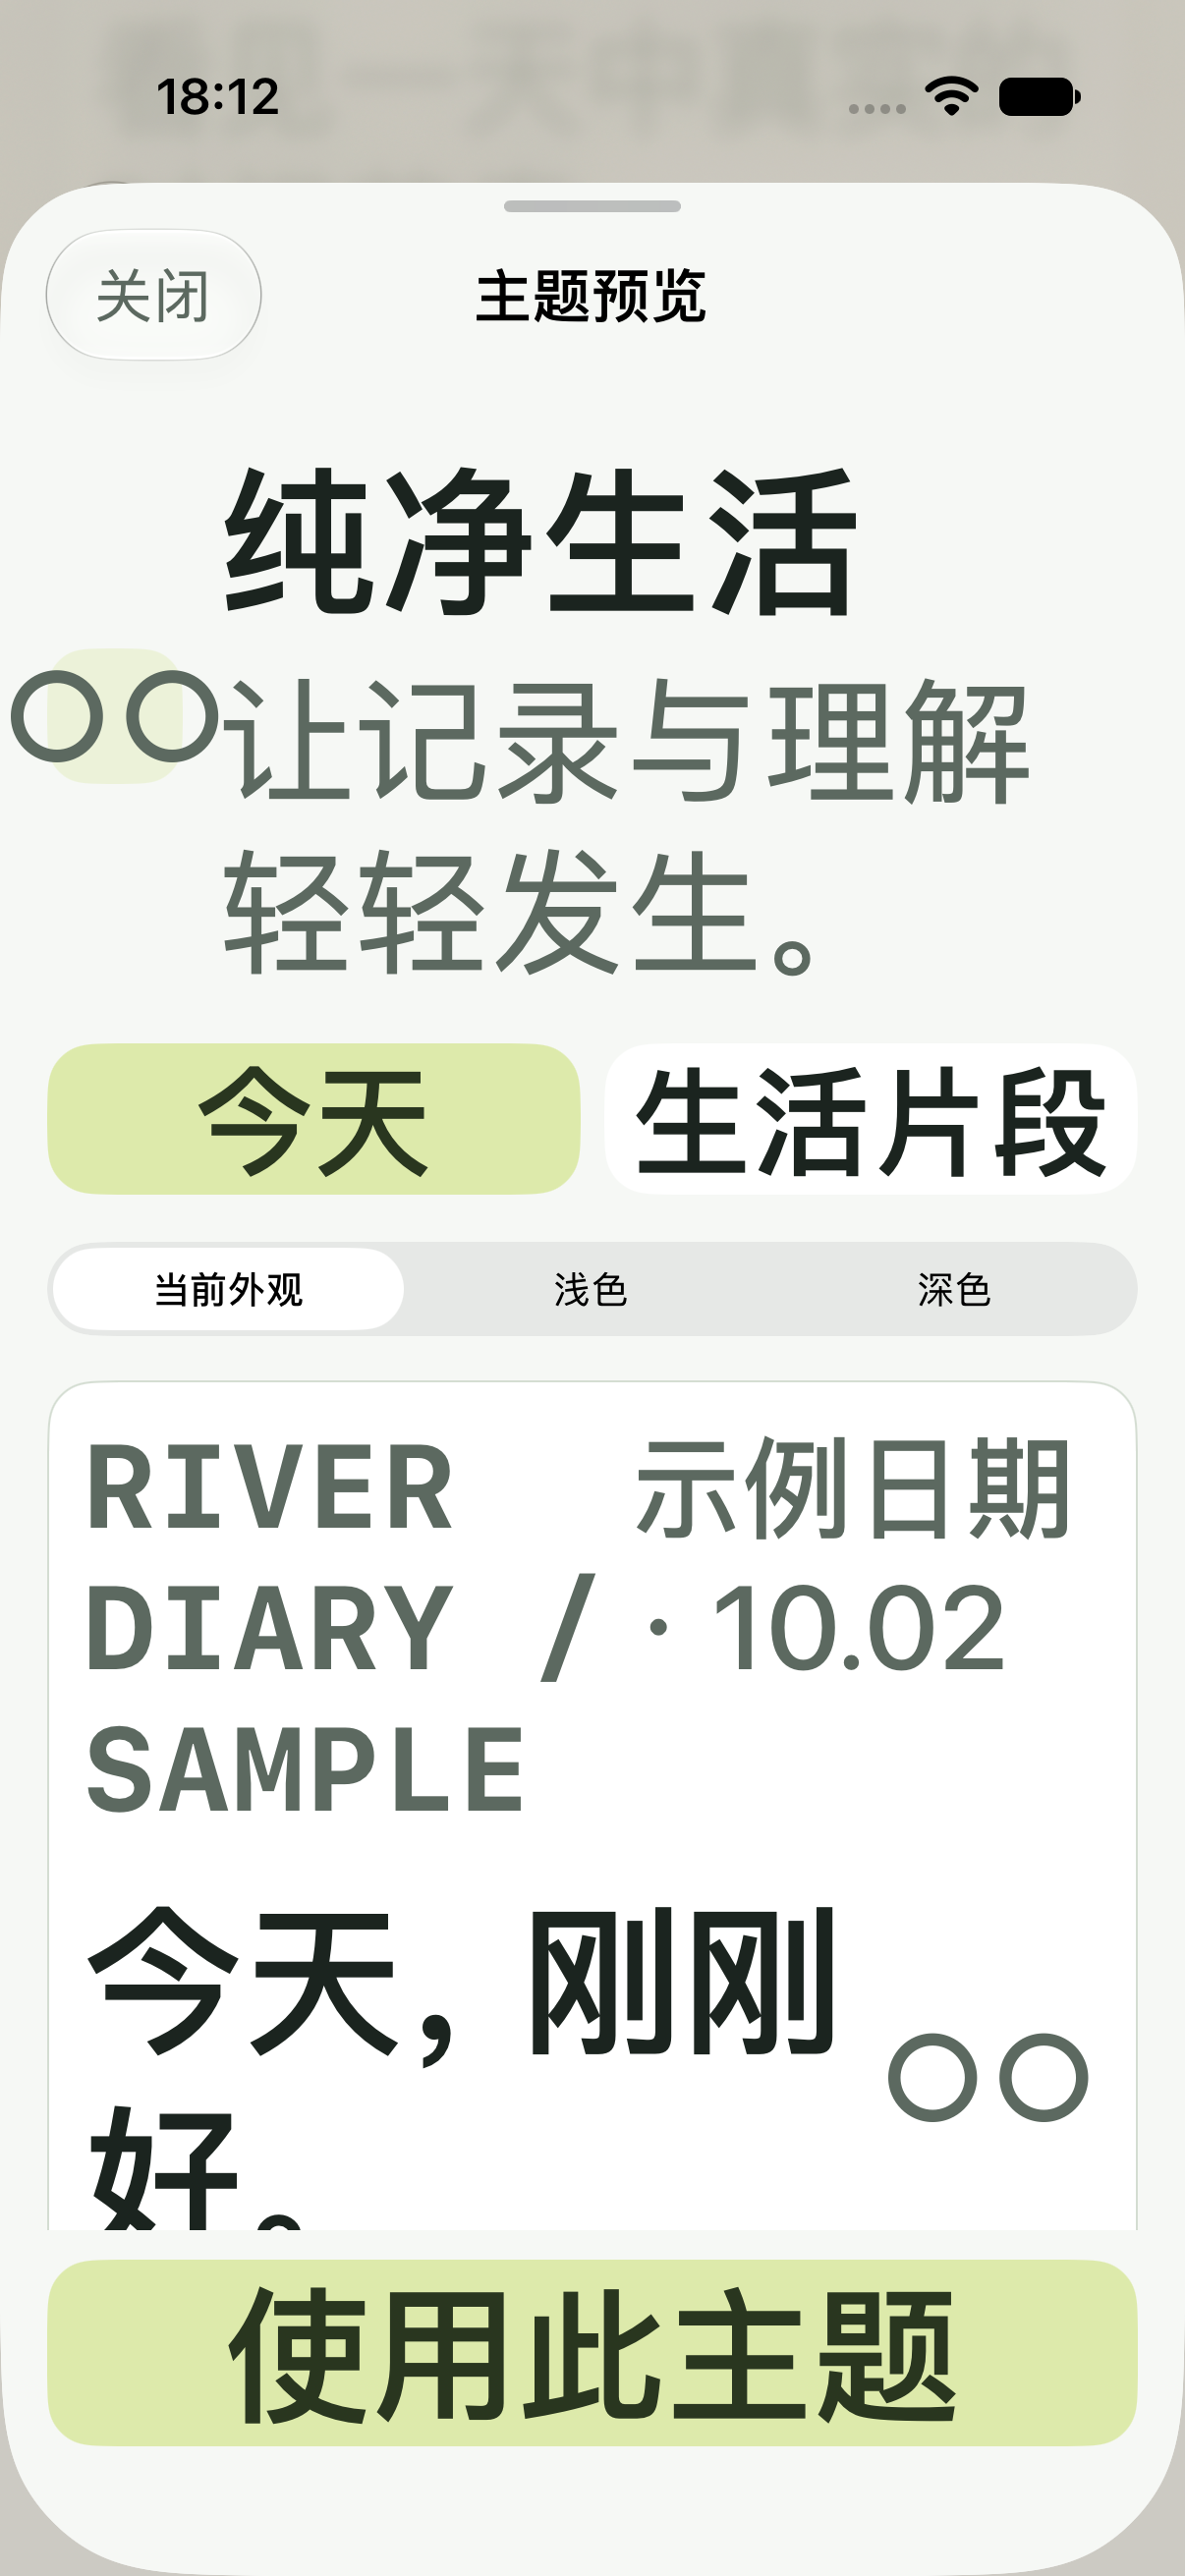 18:12
关闭
主题预览
纯净生活
让记录与理解
轻轻发生。
今天
生活片段
当前外观
浅色
深色
RIVER
DIARY /
SAMPLE
示例日期
· 10.02
今天，刚刚
好。
使用此主题